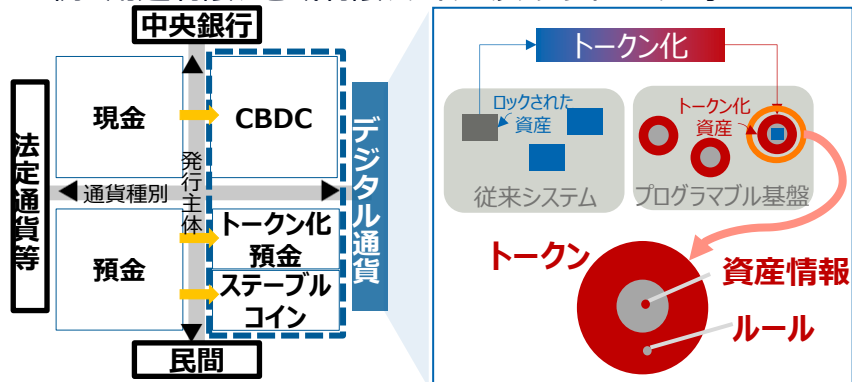 中央銀行
現金
CBDC
法定通貨等
通貨種別
発行主体
デジタル通貨
預金
トークン化
預金
ステーブル
コイン
民間
トークン化
ロックされた
資産
トークン化
資産
従来システム
プログラマブル基盤
トークン
資産情報
ルール